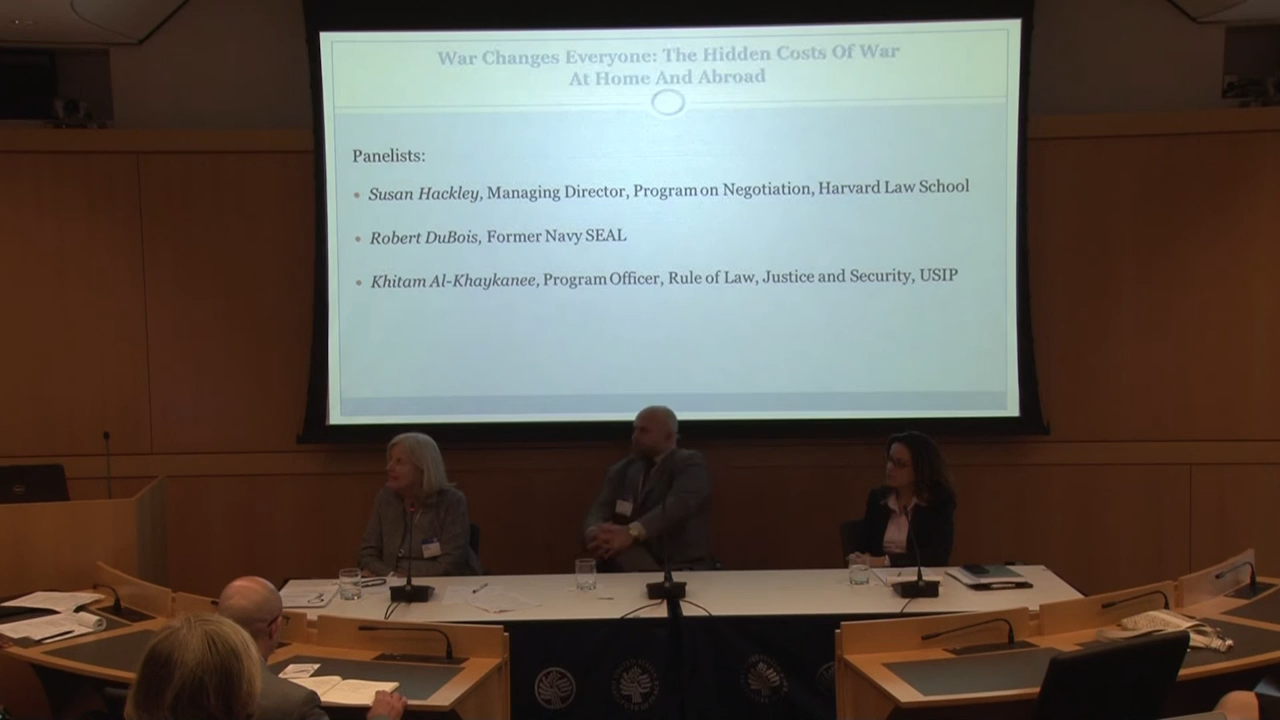 War Changes Everyone: The Hidden Costs Of War
At Home And Abroad
Panelists:
• Susan Hackley, Managing Director, Program on Negotiation, Harvard Law School
• Robert DuBois, Former Navy SEAL
• Khitam Al-Khaykanee, Program Officer, Rule of Law, Justice and Security, USIP